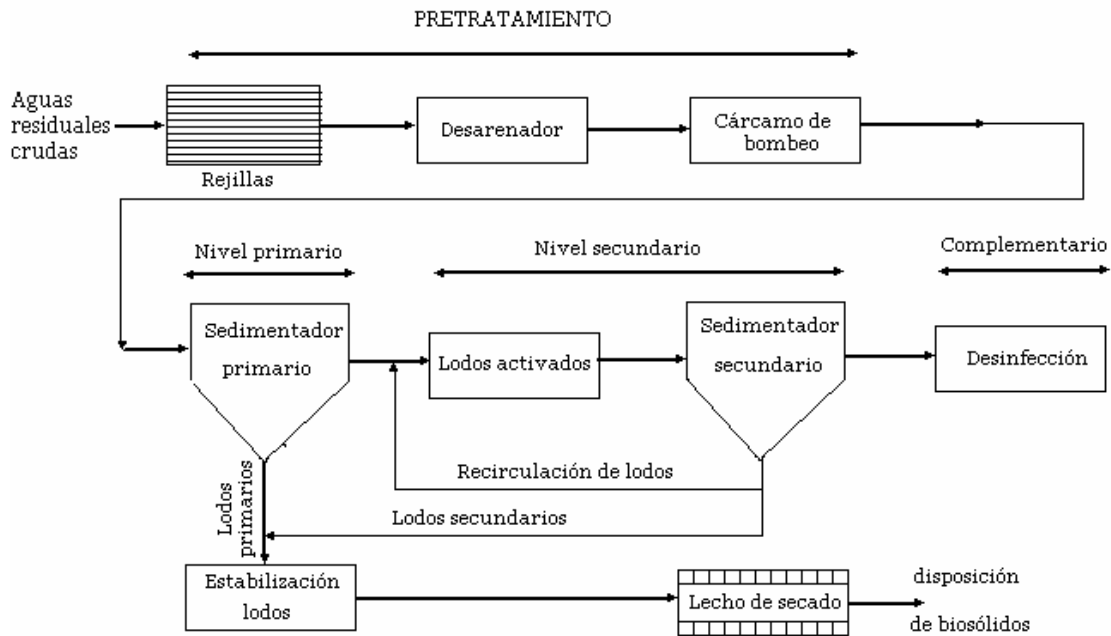 PRETRATAMIENTO
Aguas
residuales
crudas
Rejillas
Desarenador
Cárcamo de
bombeo
Nivel primario
Nivel secundario
Complementario
Sedimentador
primario
Lodos activados
Sedimentador
secundario
Desinfección
Recirculación de lodos
Lodos secundarios
Lodos
primarios
Estabilización
lodos
Lecho de secado
disposición
de biosólidos